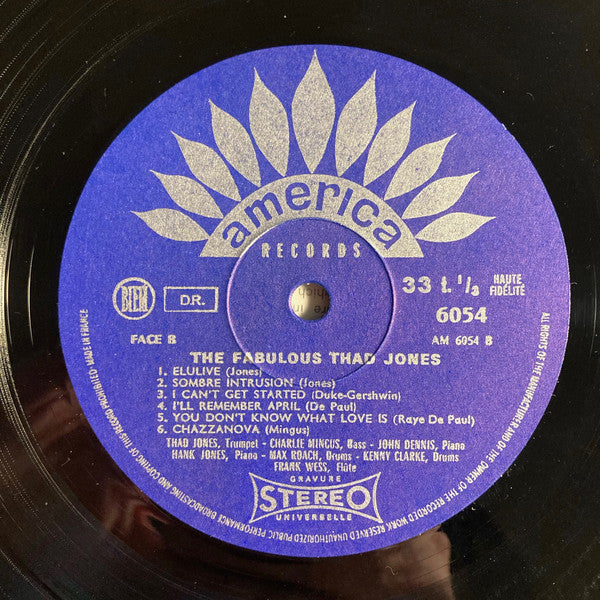 america
RECORDS
BIEM
D.R.
33 t. 1/3
HAUTE
FIDÉLITÉ
6054
AM 6054 B
FACE B
THE FABULOUS THAD JONES
1. ELULIVE (Jones)
2. SOMBRE INTRUSION (Jones)
3. I CAN'T GET STARTED (Duke-Gershwin)
4. I'LL REMEMBER APRIL (De Paul)
5. YOU DON'T KNOW WHAT LOVE IS (Raye De Paul)
6. CHAZZANOVA (Mingus)
THAD JONES, Trumpet - CHARLIE MINGUS, Bass - JOHN DENNIS, Piano
HANK JONES, Piano - MAX ROACH, Drums - KENNY CLARKE, Drums
FRANK WESS, Flûte
GRAVURE
STEREO
UNIVERSELLE
ALL RIGHTS OF THE MANUFACTURER AND OF THE OWNER OF THE RECORDED WORK RESERVED UNAUTHORIZED PUBLIC PERFORMANCE BROADCASTING AND COPYING OF THIS RECORD PROHIBITED · MADE IN FRANCE